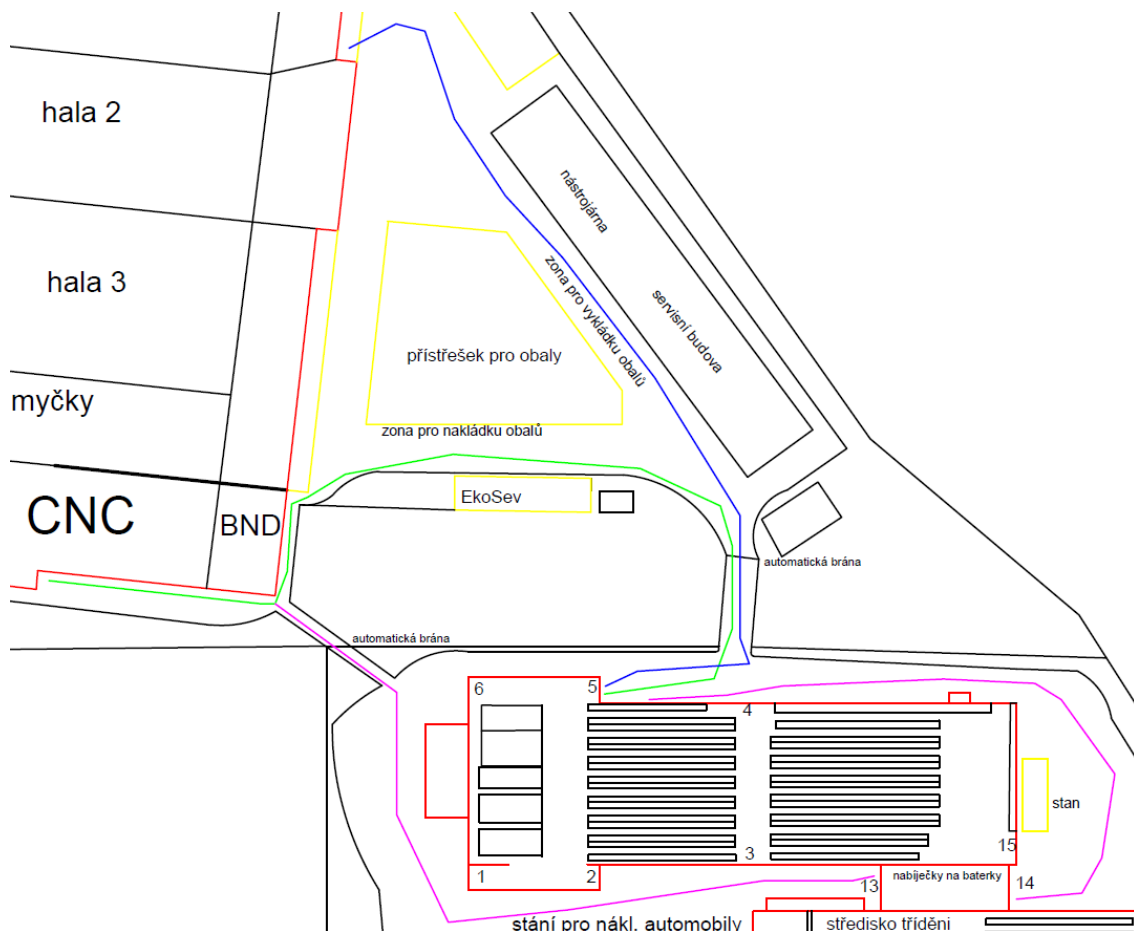 hala 2
nástrojárna
hala 3
zona pro vykládku obalů
servisní budova
přístřešek pro obaly
myčky
zona pro nakládku obalů
CNC
BND
EkoSev
automatická brána
automatická brána
6
5
4
stan
3
15
1
2
13
nabíječky na baterky
14
stání pro nákl. automobily
středisko třídění